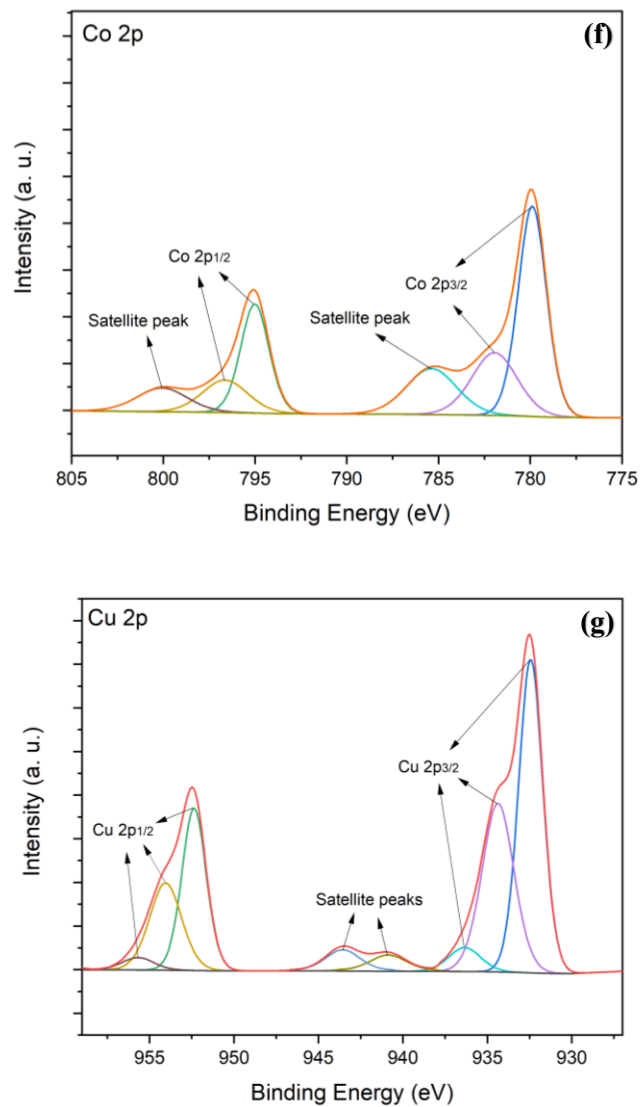 Co 2p
(f)
Co 2p1/2
Co 2p3/2
Satellite peak
Satellite peak
Intensity (a. u.)
805 800 795 790 785 780 775
Binding Energy (eV)
Cu 2p
(g)
Cu 2p3/2
Cu 2p1/2
Satellite peaks
Intensity (a. u.)
955 950 945 940 935 930
Binding Energy (eV)